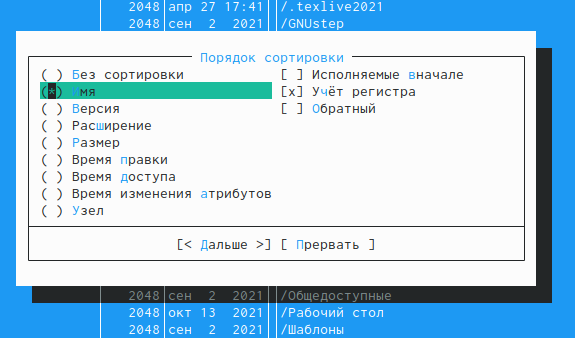 2048 апр 27 17:41 /.texlive2021
2048 сен 2 2021 /GNUstep
Порядок сортировки
( ) Без сортировки [ ] Исполняемые вначале
(*) Имя [x] Учёт регистра
( ) Версия [ ] Обратный
( ) Расширение
( ) Размер
( ) Время правки
( ) Время доступа
( ) Время изменения атрибутов
( ) Узел
[< Дальше >] [ Прервать ]
2048 сен 2 2021 /Общедоступные
2048 окт 13 2021 /Рабочий стол
2048 сен 2 2021 /Шаблоны